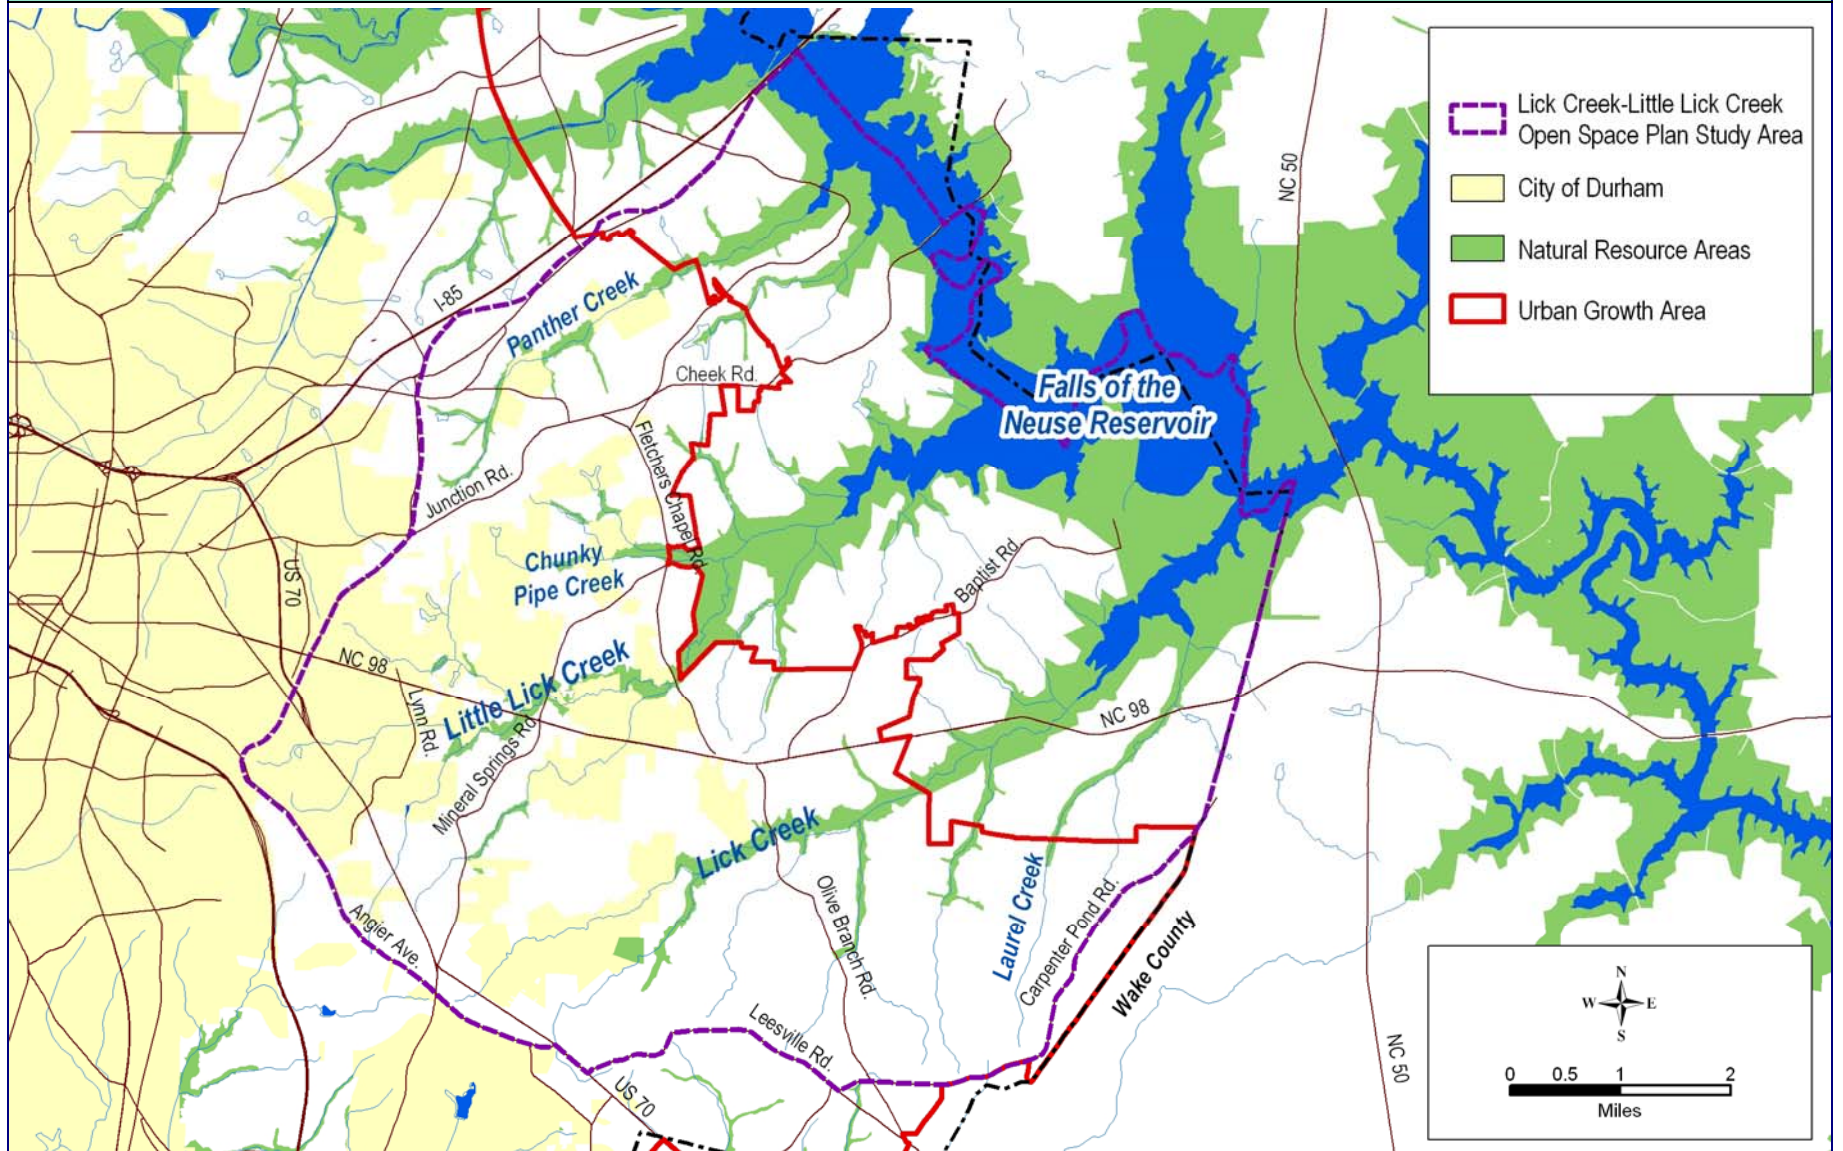 Lick Creek-Little Lick Creek
Open Space Plan Study Area
City of Durham
Natural Resource Areas
Urban Growth Area
NC 50
I-85
Panther Creek
Cheek Rd.
Falls of the
Neuse Reservoir
Fletchers Chapel Rd
Junction Rd.
Chunky
Pipe Creek
US 70
Baptist Rd
NC 98
Little Lick Creek
Lynn Rd.
Mineral Springs Rd
NC 98
Lick Creek
Olive Branch Rd.
Laurel Creek
Carpenter Pond Rd.
Wake County
Angier Ave.
Leesville Rd.
US 70
NC 50
N
W E
S
0 0.5 1 2
Miles